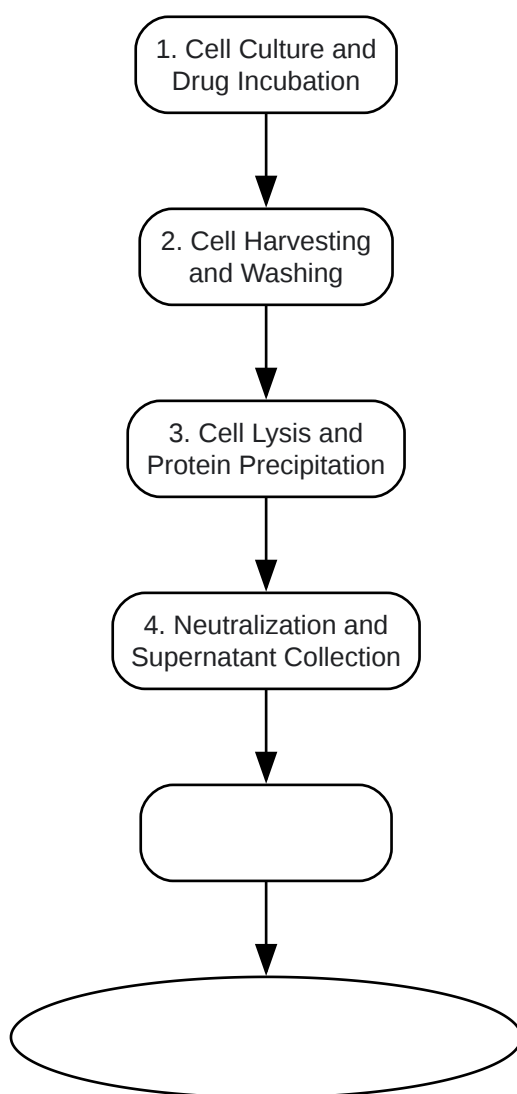 1. Cell Culture and
Drug Incubation
2. Cell Harvesting
and Washing
3. Cell Lysis and
Protein Precipitation
4. Neutralization and
Supernatant Collection